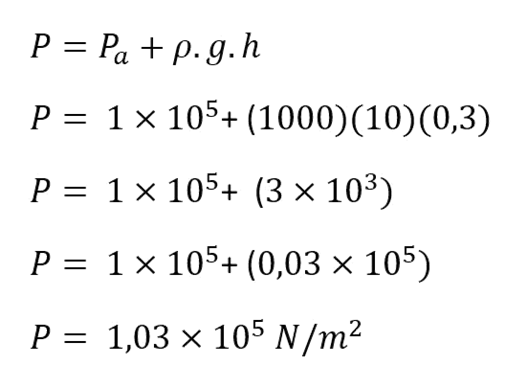 P = Pₐ + ρ. g. h
P = 1 × 10⁵+ (1000)(10)(0,3)
P = 1 × 10⁵+ (3 × 10³)
P = 1 × 10⁵+ (0,03 × 10⁵)
P = 1,03 × 10⁵ N/m²